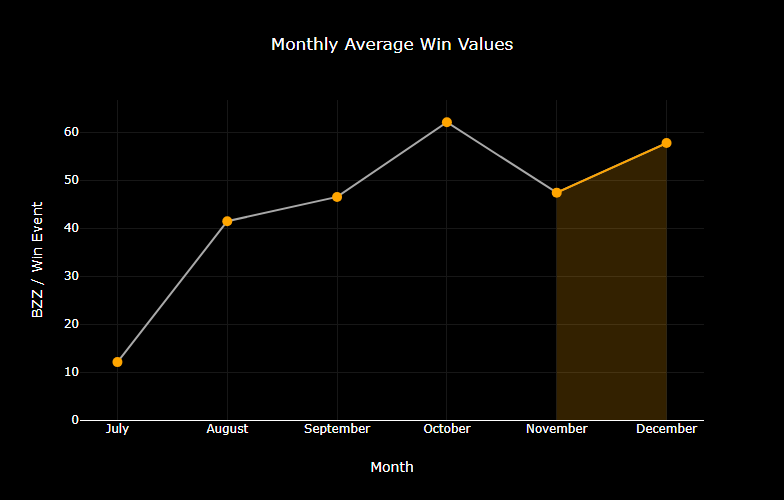 Monthly Average Win Values
BZZ / Win Event
60
50
40
30
20
10
0
July August September October November December
Month